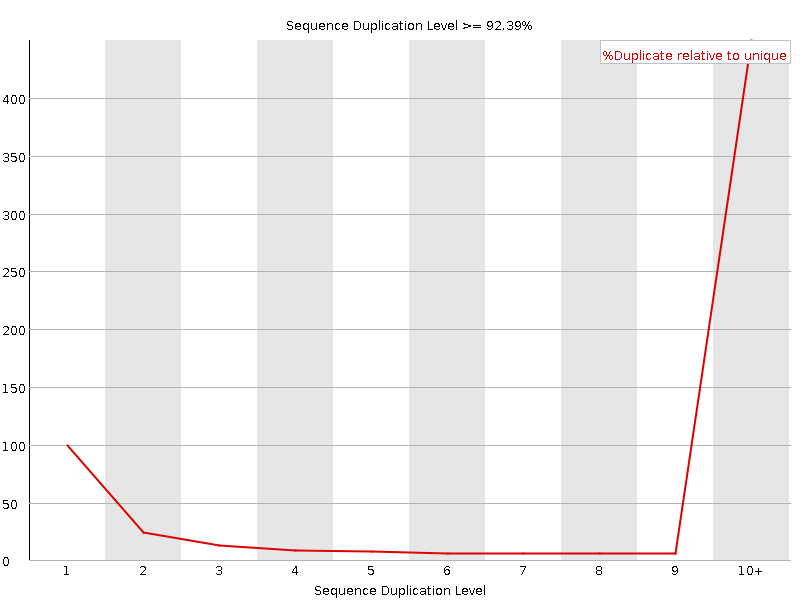 Sequence Duplication Level >= 92.39%
%Duplicate relative to unique
400
350
300
250
200
150
100
50
0
1 2 3 4 5 6 7 8 9 10+
Sequence Duplication Level